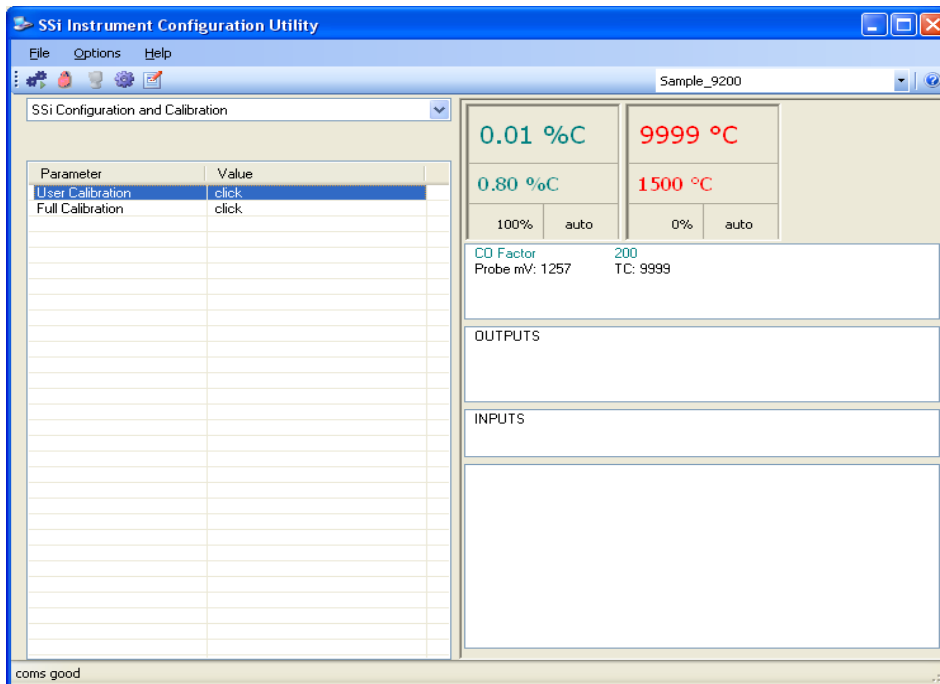 SSi Instrument Configuration Utility
File Options Help
Sample_9200
SSi Configuration and Calibration
Parameter Value
User Calibration click
Full Calibration click
0.01 %C
0.80 %C
100% auto
9999 °C
1500 °C
0% auto
CO Factor 200
Probe mV: 1257 TC: 9999
OUTPUTS
INPUTS
coms good